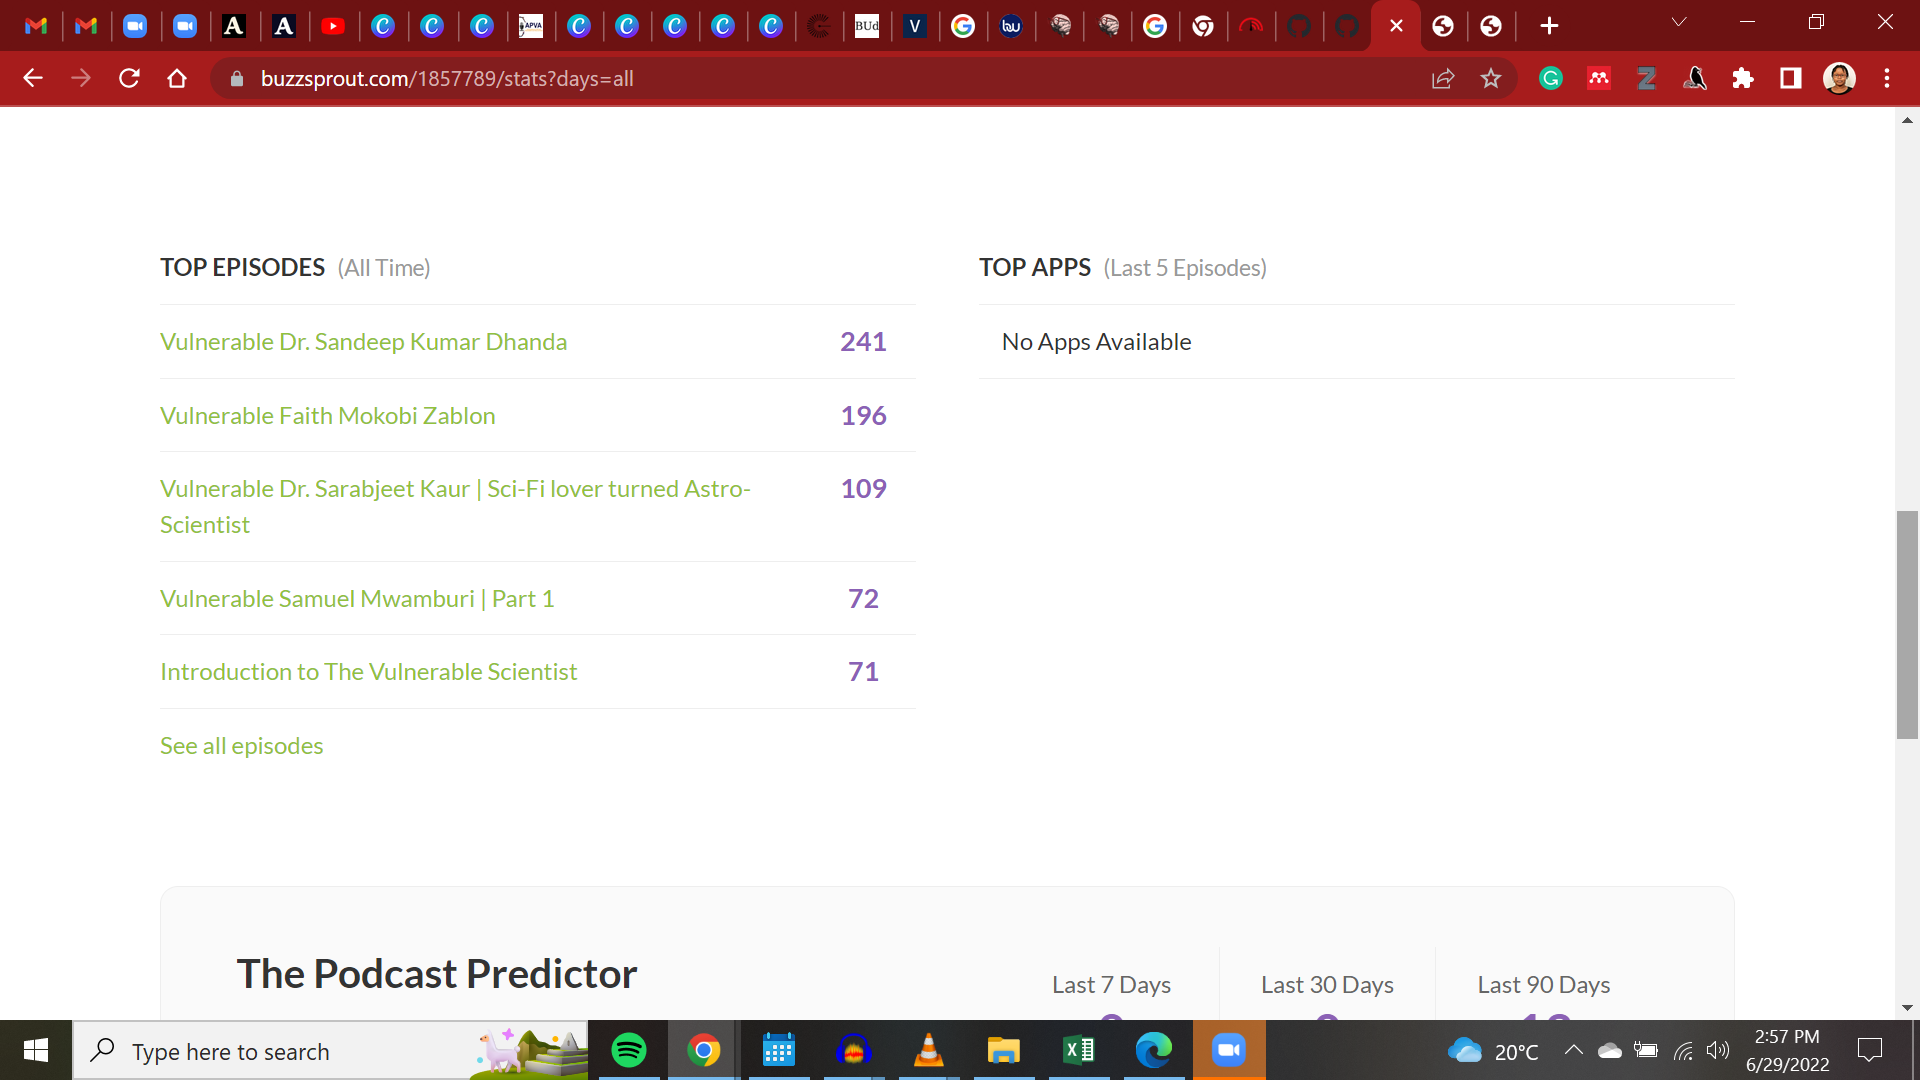 A
A
APVA
BUd
V
bu
buzzsprout.com/1857789/stats?days=all
TOP EPISODES (All Time)
Vulnerable Dr. Sandeep Kumar Dhanda 241
Vulnerable Faith Mokobi Zablon 196
Vulnerable Dr. Sarabjeet Kaur | Sci-Fi lover turned Astro-
Scientist 109
Vulnerable Samuel Mwamburi | Part 1 72
Introduction to The Vulnerable Scientist 71
See all episodes
TOP APPS (Last 5 Episodes)
No Apps Available
The Podcast Predictor
Last 7 Days
Last 30 Days
Last 90 Days
Type here to search
20°C
2:57 PM
6/29/2022